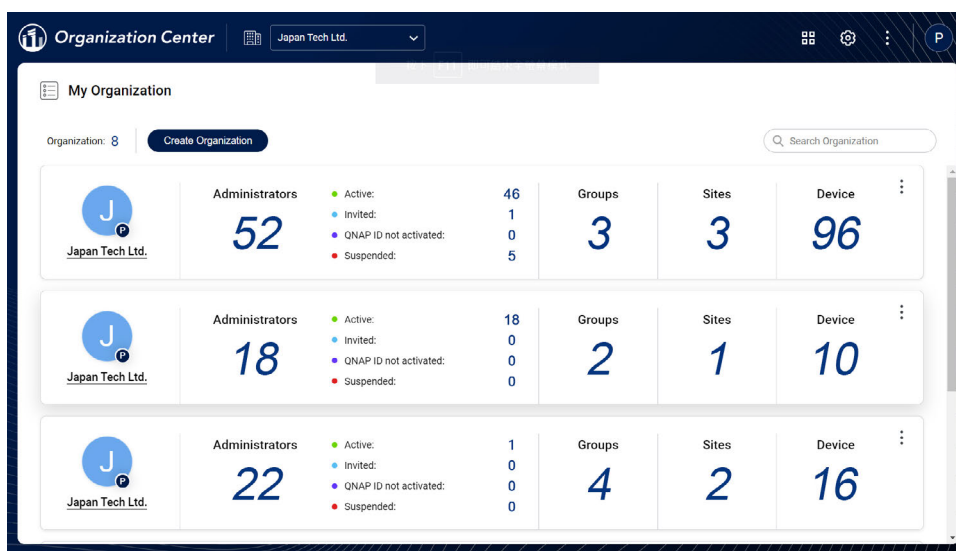 Organization Center
Japan Tech Ltd.
P
My Organization
Organization: 8
Create Organization
Search Organization
J
P
Japan Tech Ltd.
Administrators
52
Active: 46
Invited: 1
QNAP ID not activated: 0
Suspended: 5
Groups
3
Sites
3
Device
96
J
P
Japan Tech Ltd.
Administrators
18
Active: 18
Invited: 0
QNAP ID not activated: 0
Suspended: 0
Groups
2
Sites
1
Device
10
J
P
Japan Tech Ltd.
Administrators
22
Active: 1
Invited: 0
QNAP ID not activated: 0
Suspended: 0
Groups
4
Sites
2
Device
16